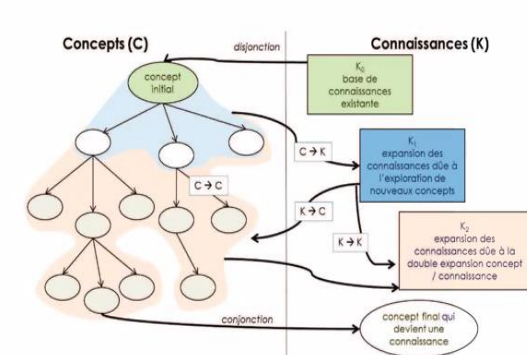 Concepts (C)
disjonction
Connaissances (K)
concept
initial
K₀
base de
connaissances
existante
C → K
K₁
expansion des
connaissances dûe à
l'exploration de
nouveaux concepts
C → C
K → C
K → K
K₂
expansion des
connaissances dûe à la
double expansion concept
/ connaissance
conjonction
concept final qui
devient une
connaissance